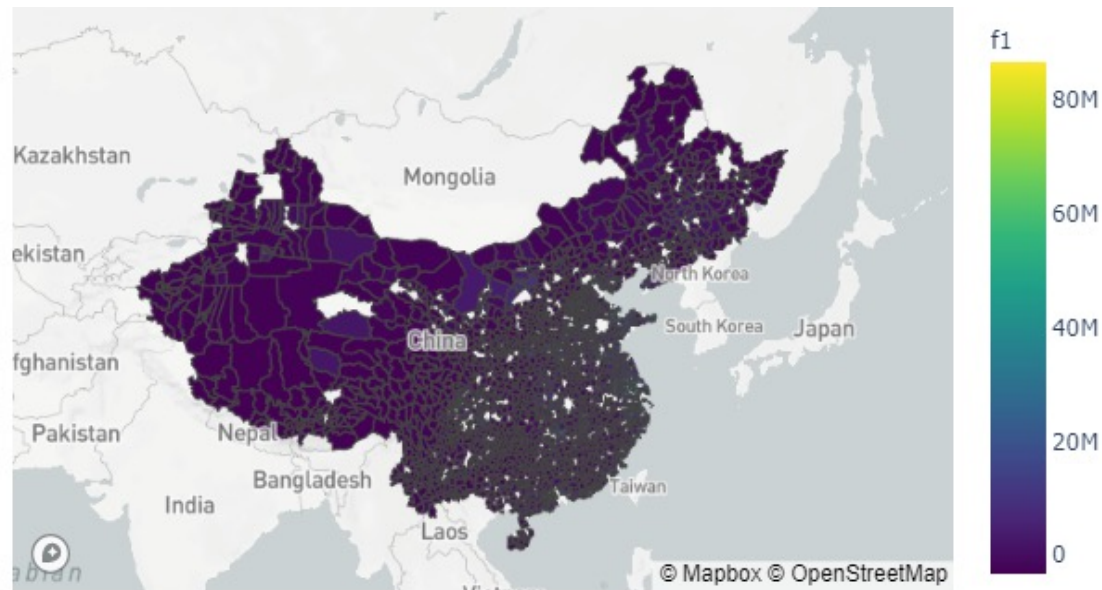 f1
80M
60M
40M
20M
0
Kazakhstan
Mongolia
ekistan
North Korea
South Korea
Japan
China
fghanistan
Pakistan
Nepal
Bangladesh
Taiwan
India
Laos
abian
© Mapbox © OpenStreetMap